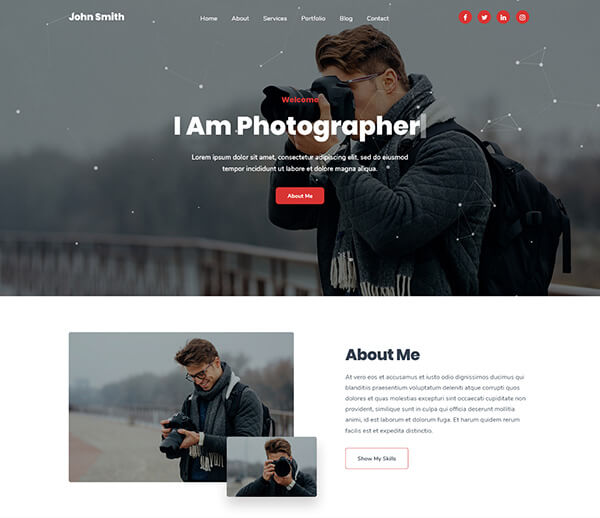 John Smith
Home About Services Portfolio Blog Contact
Welcome
I Am Photographer
Lorem ipsum dolor sit amet, consectetur adipiscing elit, sed do eiusmod
tempor incididunt ut labore et dolore magna aliqua.
About Me
About Me
At vero eos et accusamus et iusto odio dignissimos ducimus qui
blanditiis praesentium voluptatum deleniti atque corrupti quos
dolores et quas molestias excepturi sint occaecati cupiditate non
provident, similique sunt in culpa qui officia deserunt mollitia
animi, id est laborum et dolorum fuga. Et harum quidem rerum
facilis est et expedita distinctio.
Show My Skills